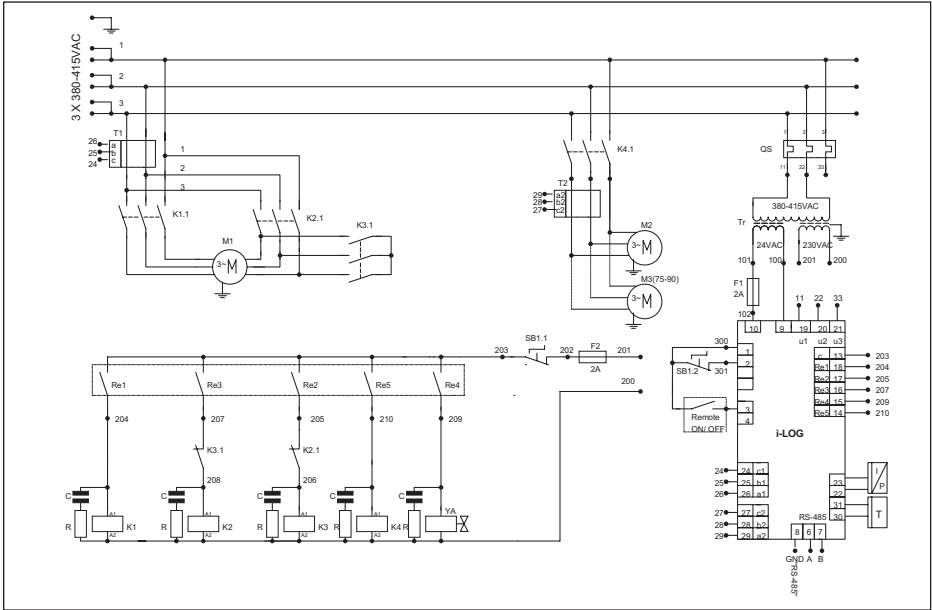 3 X 380-415VAC
1
2
3
T1
26 a
25 b
24 c
1
2
3
K1.1
K2.1
K3.1
M1
3~M
K4.1
T2
29 a2
28 b2
27 c2
M2
3~M
M3(75-90)
3~M
1 2 3
QS
11 22 33
380-415VAC
Tr
24VAC 230VAC
101 100 201 200
F1
2A
102
11 22 33
10 9 19 20 21
u1 u2 u3
300
1
SB1.2 301 2
Remote
ON/ OFF
3
4
c 13 203
Re1 18 204
Re2 17 205
Re3 16 207
Re4 15 209
Re5 14 210
i-LOG
24 24 c1
25 25 b1
26 26 a1
27 27 c2
28 28 b2
29 29 a2
23
22
31
30
I
P
T
RS-485
8 6 7
GND A B
RS-485
203 SB1.1 202 F2 201
2A
200
Re1 Re3 Re2 Re5 Re4
204 207 205 210 209
K3.1 K2.1
208 206
C C C C C
A1 A1 A1 A1 YA
R K1 R K2 R K3 R K4 R
A2 A2 A2 A2